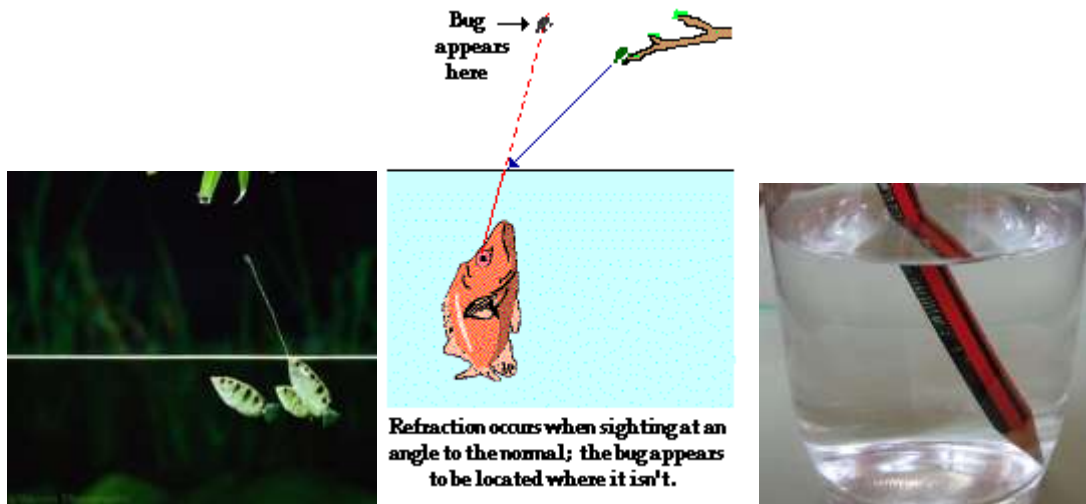 Bug
appears
here
Refraction occurs when sighting at an
angle to the normal; the bug appears
to be located where it isn't.